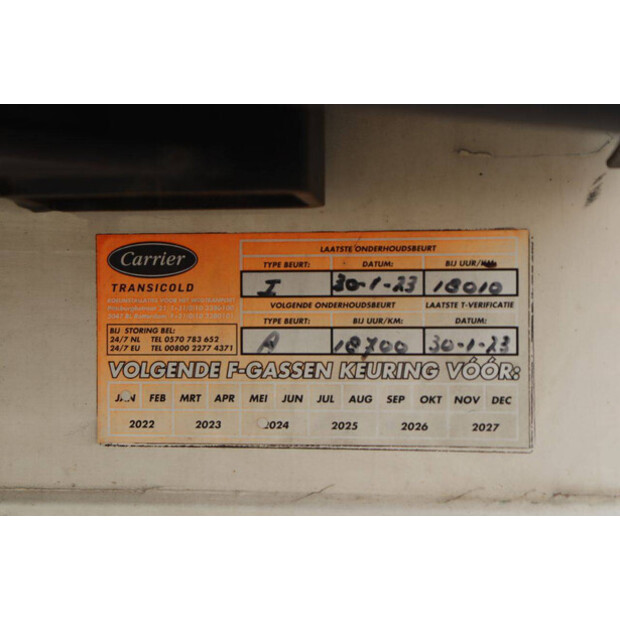 Carrier
TRANSICOLD
BIJ STORING BEL:
24/7 NL TEL 0570 783 652
24/7 EU TEL 00800 2277 4371
LAATSTE ONDERHOUDSBEURT
TYPE BEURT: DATUM: BIJ UUR/KM:
I 30-1-23 18010
VOLGENDE ONDERHOUDSBEURT LAATSTE T-VERIFICATIE
TYPE BEURT: BIJ UUR/KM: DATUM:
A 18700 30-1-23
VOLGENDE F-GASSEN KEURING VÓÓR:
JAN FEB MRT APR MEI JUN JUL AUG SEP OKT NOV DEC
2022 2023 2024 2025 2026 2027